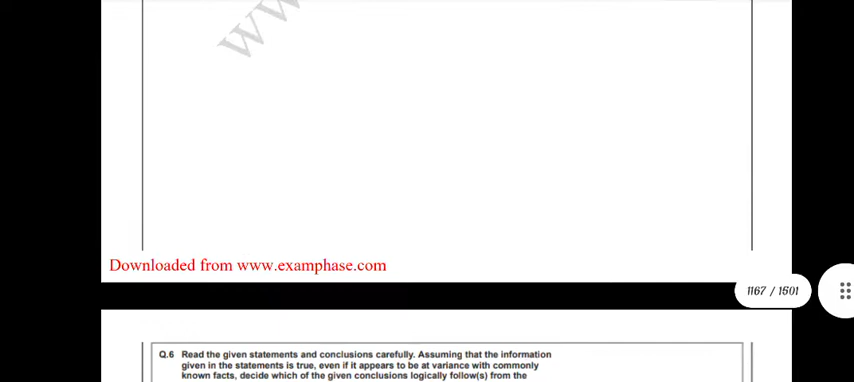 WW
Downloaded from www.examphase.com
1167 / 1501
Q.6 Read the given statements and conclusions carefully. Assuming that the information
given in the statements is true, even if it appears to be at variance with commonly
known facts, decide which of the given conclusions logically follow(s) from the